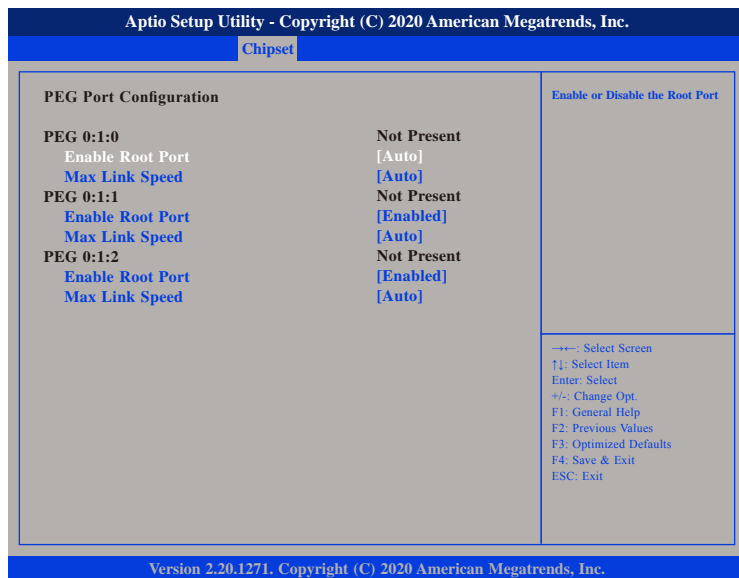 Aptio Setup Utility - Copyright (C) 2020 American Megatrends, Inc.
Chipset
PEG Port Configuration
PEG 0:1:0 Not Present
Enable Root Port [Auto]
Max Link Speed [Auto]
PEG 0:1:1 Not Present
Enable Root Port [Enabled]
Max Link Speed [Auto]
PEG 0:1:2 Not Present
Enable Root Port [Enabled]
Max Link Speed [Auto]
Enable or Disable the Root Port
→←: Select Screen
↑↓: Select Item
Enter: Select
+/-: Change Opt.
F1: General Help
F2: Previous Values
F3: Optimized Defaults
F4: Save & Exit
ESC: Exit
Version 2.20.1271. Copyright (C) 2020 American Megatrends, Inc.